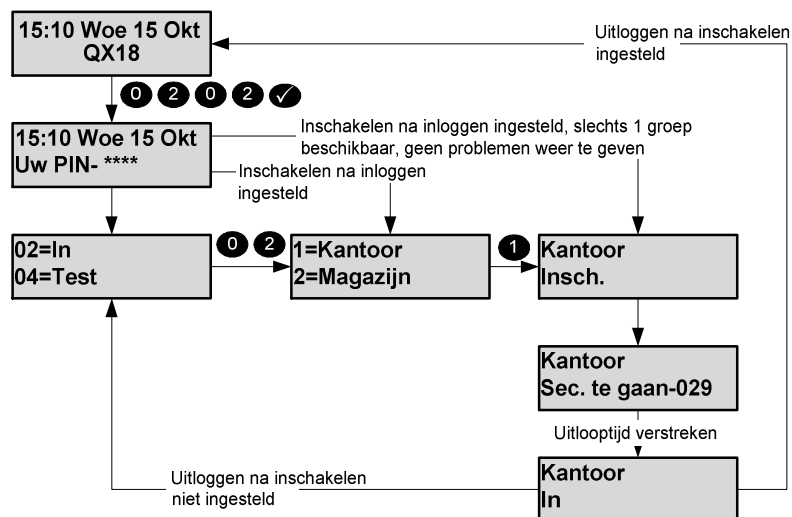 15:10 Woe 15 Okt
QX18
Uitloggen na inschakelen
ingesteld
0 2 0 2 ✓
15:10 Woe 15 Okt
Uw PIN- ****
Inschakelen na inloggen ingesteld, slechts 1 groep
beschikbaar, geen problemen weer te geven
Inschakelen na inloggen
ingesteld
02=In
04=Test
0 2
1=Kantoor
2=Magazijn
1
Kantoor
Insch.
Kantoor
Sec. te gaan-029
Uitlooptijd verstreken
Uitloggen na inschakelen
niet ingesteld
Kantoor
In